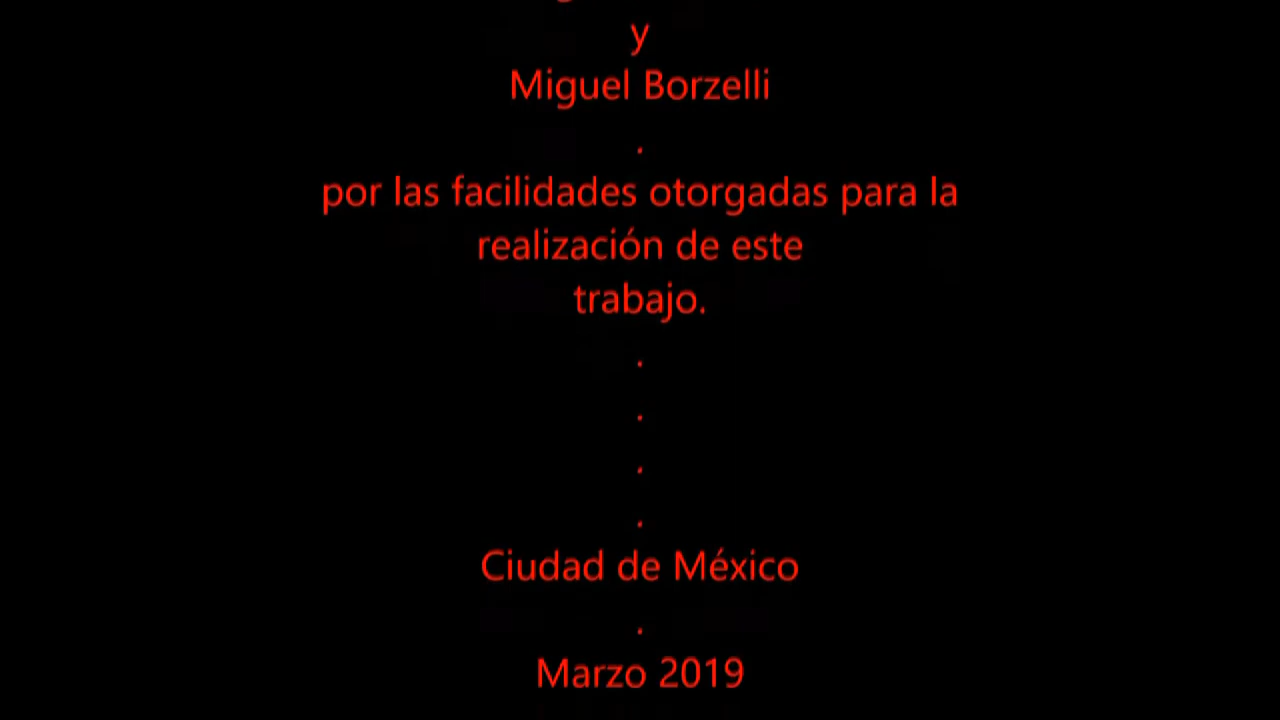 y
Miguel Borzelli
.
por las facilidades otorgadas para la
realización de este
trabajo.
.
.
.
.
Ciudad de México
.
Marzo 2019